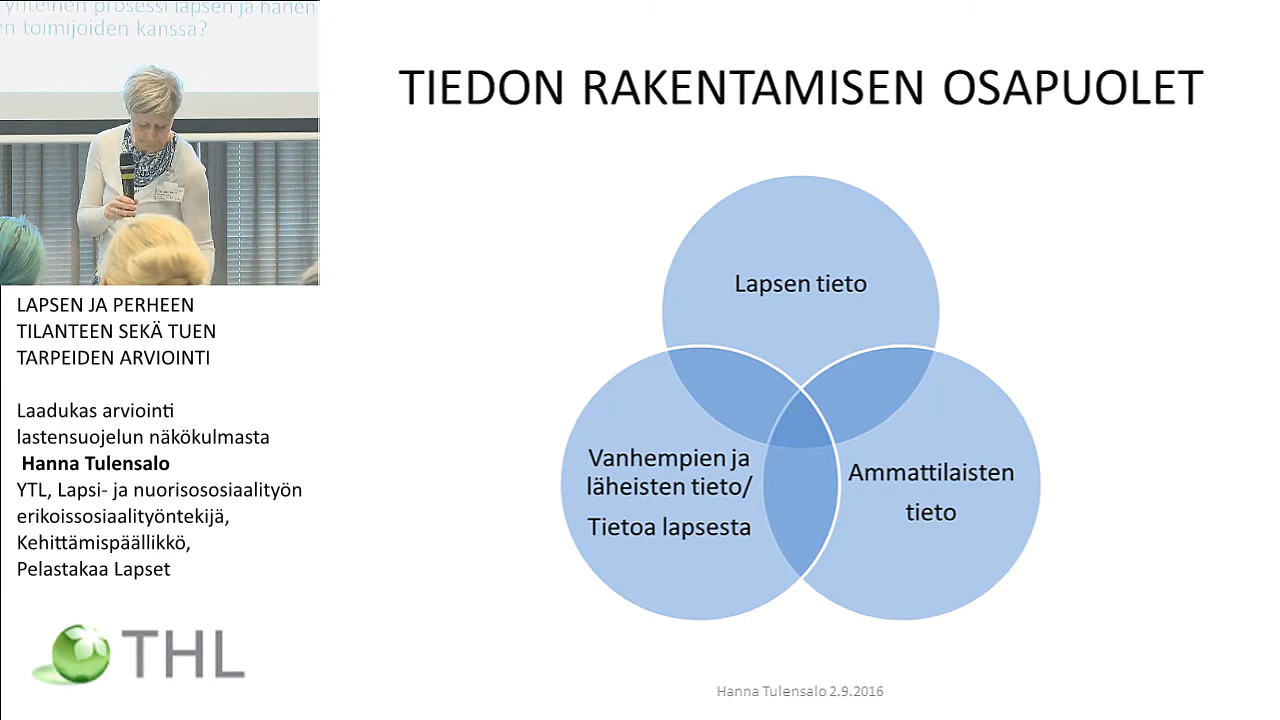 yhteinen prosessi lapsen ja hänen
en toimijoiden kanssa?
LAPSEN JA PERHEEN
TILANTEEN SEKÄ TUEN
TARPEIDEN ARVIOINTI
Laadukas arviointi
lastensuojelun näkökulmasta
Hanna Tulensalo
YTL, Lapsi- ja nuorisososiaalityön
erikoissosiaalityöntekijä,
Kehittämispäällikkö,
Pelastakaa Lapset
THL
TIEDON RAKENTAMISEN OSAPUOLET
Lapsen tieto
Vanhempien ja
läheisten tieto/
Tietoa lapsesta
Ammattilaisten
tieto
Hanna Tulensalo 2.9.2016